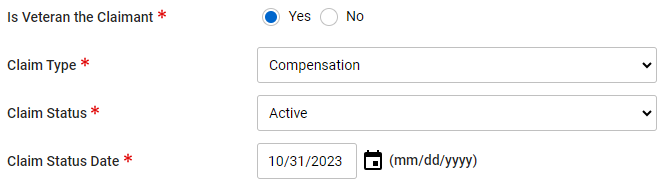 Is Veteran the Claimant * Yes No
Claim Type * Compensation
Claim Status * Active
Claim Status Date * 10/31/2023 (mm/dd/yyyy)